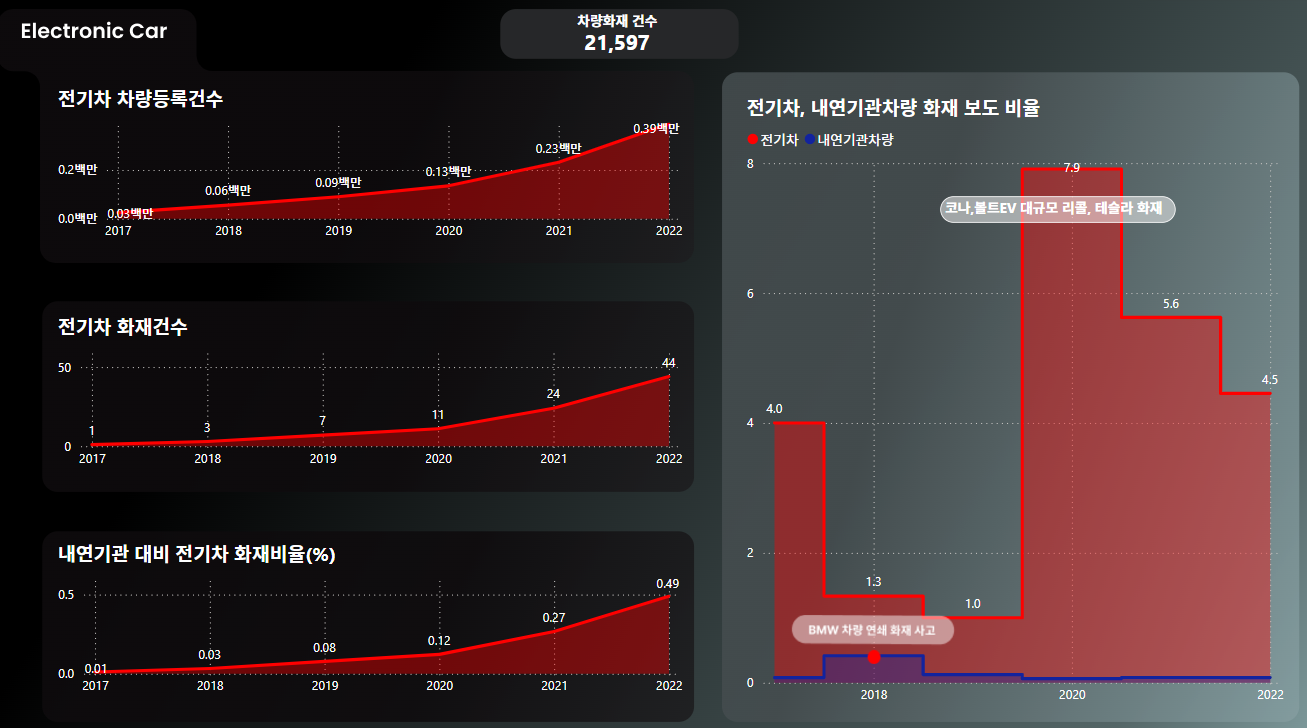 Electronic Car
차량화재 건수
21,597
전기차 차량등록건수
0.2백만
0.0백만
0.03백만
0.06백만
0.09백만
0.13백만
0.23백만
0.39백만
2017 2018 2019 2020 2021 2022
전기차 화재건수
50
0
1
3
7
11
24
44
2017 2018 2019 2020 2021 2022
내연기관 대비 전기차 화재비율(%)
0.5
0.0
0.01
0.03
0.08
0.12
0.27
0.49
2017 2018 2019 2020 2021 2022
전기차, 내연기관차량 화재 보도 비율
전기차 내연기관차량
8
6
4
2
0
7.9
코나,볼트EV 대규모 리콜, 테슬라 화재
5.6
4.5
4.0
1.3
1.0
BMW 차량 연쇄 화재 사고
2018 2020 2022